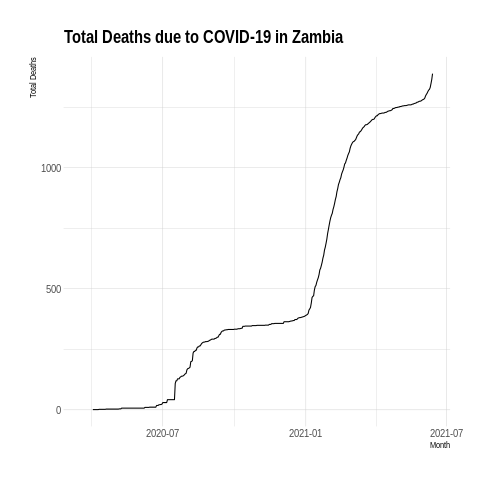 Total Deaths due to COVID-19 in Zambia
Total Deaths
1000
500
0
2020-07
2021-01
2021-07
Month